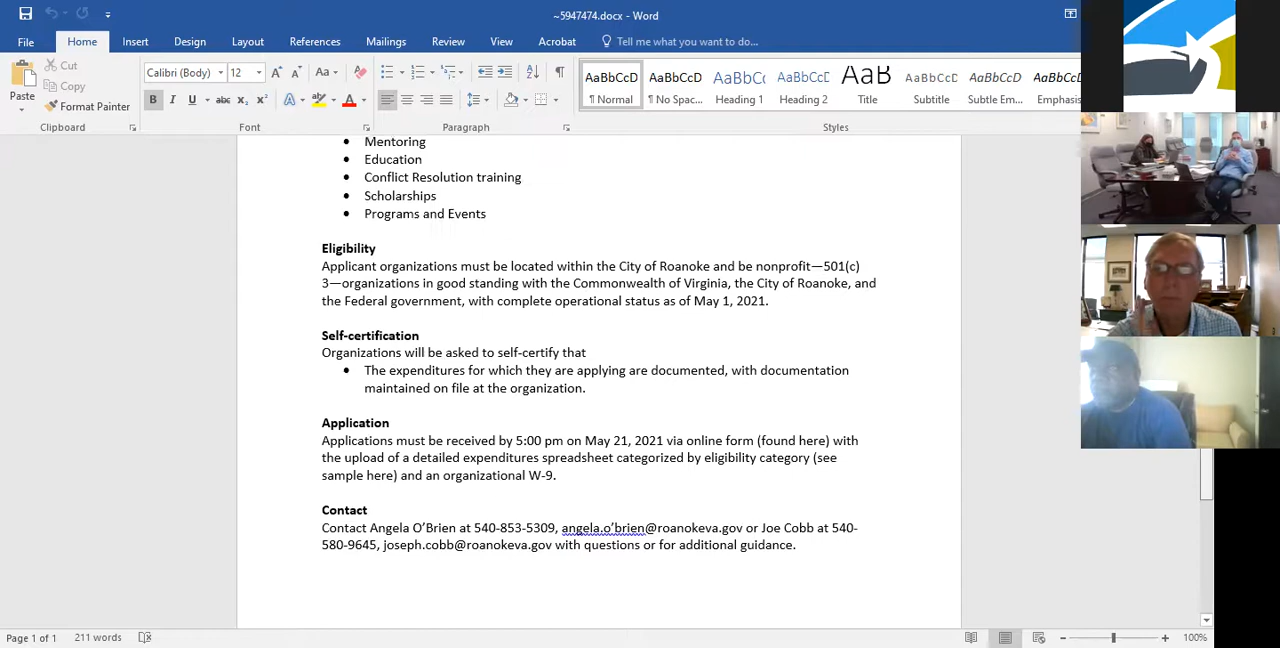 ~5947474.docx - Word
File Home Insert Design Layout References Mailings Review View Acrobat Tell me what you want to do...
Paste
Cut
Copy
Format Painter
Clipboard
Calibri (Body) 12
Font
Paragraph
AaBbCcD AaBbCcD AaBbC AaBbCcD AaB AaBbCcD AaBbCcD AaBbCcD
¶ Normal ¶ No Spac... Heading 1 Heading 2 Title Subtitle Subtle Em... Emphasis
Styles
• Mentoring
• Education
• Conflict Resolution training
• Scholarships
• Programs and Events
Eligibility
Applicant organizations must be located within the City of Roanoke and be nonprofit—501(c)
3—organizations in good standing with the Commonwealth of Virginia, the City of Roanoke, and
the Federal government, with complete operational status as of May 1, 2021.
Self-certification
Organizations will be asked to self-certify that
• The expenditures for which they are applying are documented, with documentation
maintained on file at the organization.
Application
Applications must be received by 5:00 pm on May 21, 2021 via online form (found here) with
the upload of a detailed expenditures spreadsheet categorized by eligibility category (see
sample here) and an organizational W-9.
Contact
Contact Angela O’Brien at 540-853-5309, angela.o’brien@roanokeva.gov or Joe Cobb at 540-
580-9645, joseph.cobb@roanokeva.gov with questions or for additional guidance.
Page 1 of 1 211 words 100%